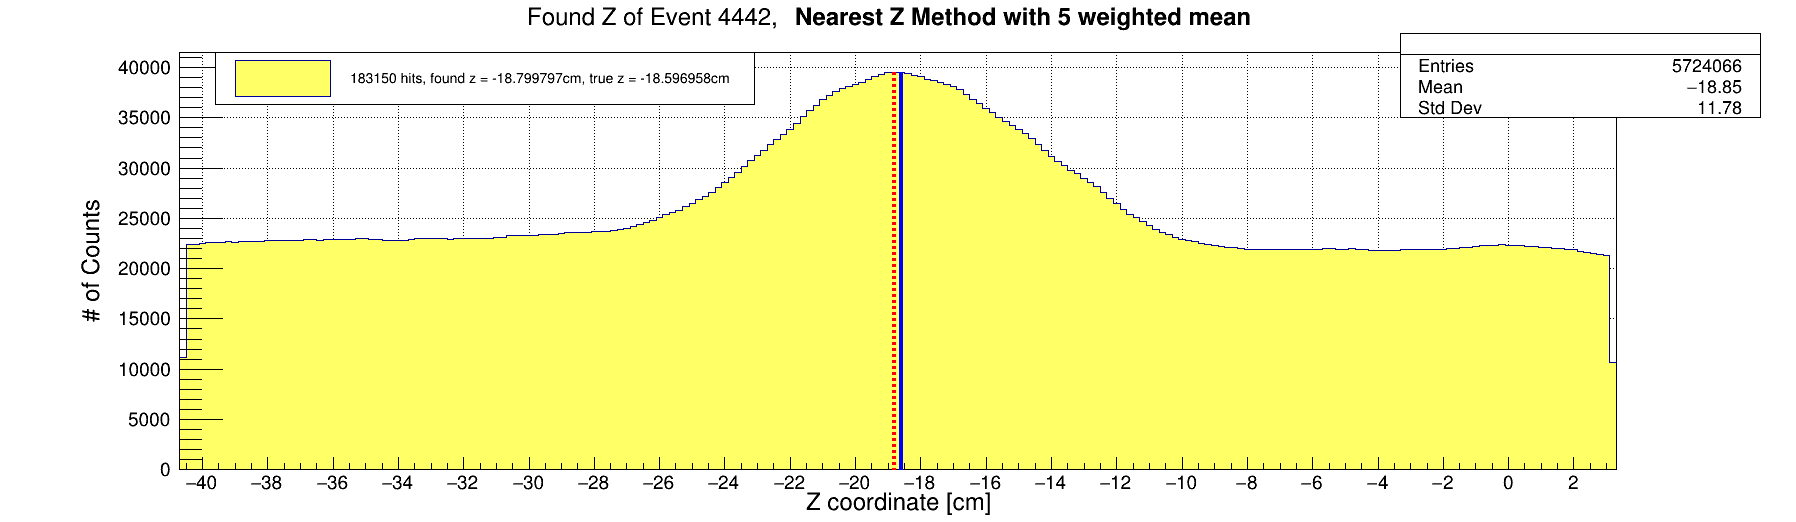 Found Z of Event 4442, Nearest Z Method with 5 weighted mean
183150 hits, found z = -18.799797cm, true z = -18.596958cm
Entries 5724066
Mean −18.85
Std Dev 11.78
# of Counts
40000
35000
30000
25000
20000
15000
10000
5000
0
−40 −38 −36 −34 −32 −30 −28 −26 −24 −22 −20 −18 −16 −14 −12 −10 −8 −6 −4 −2 0 2
Z coordinate [cm]